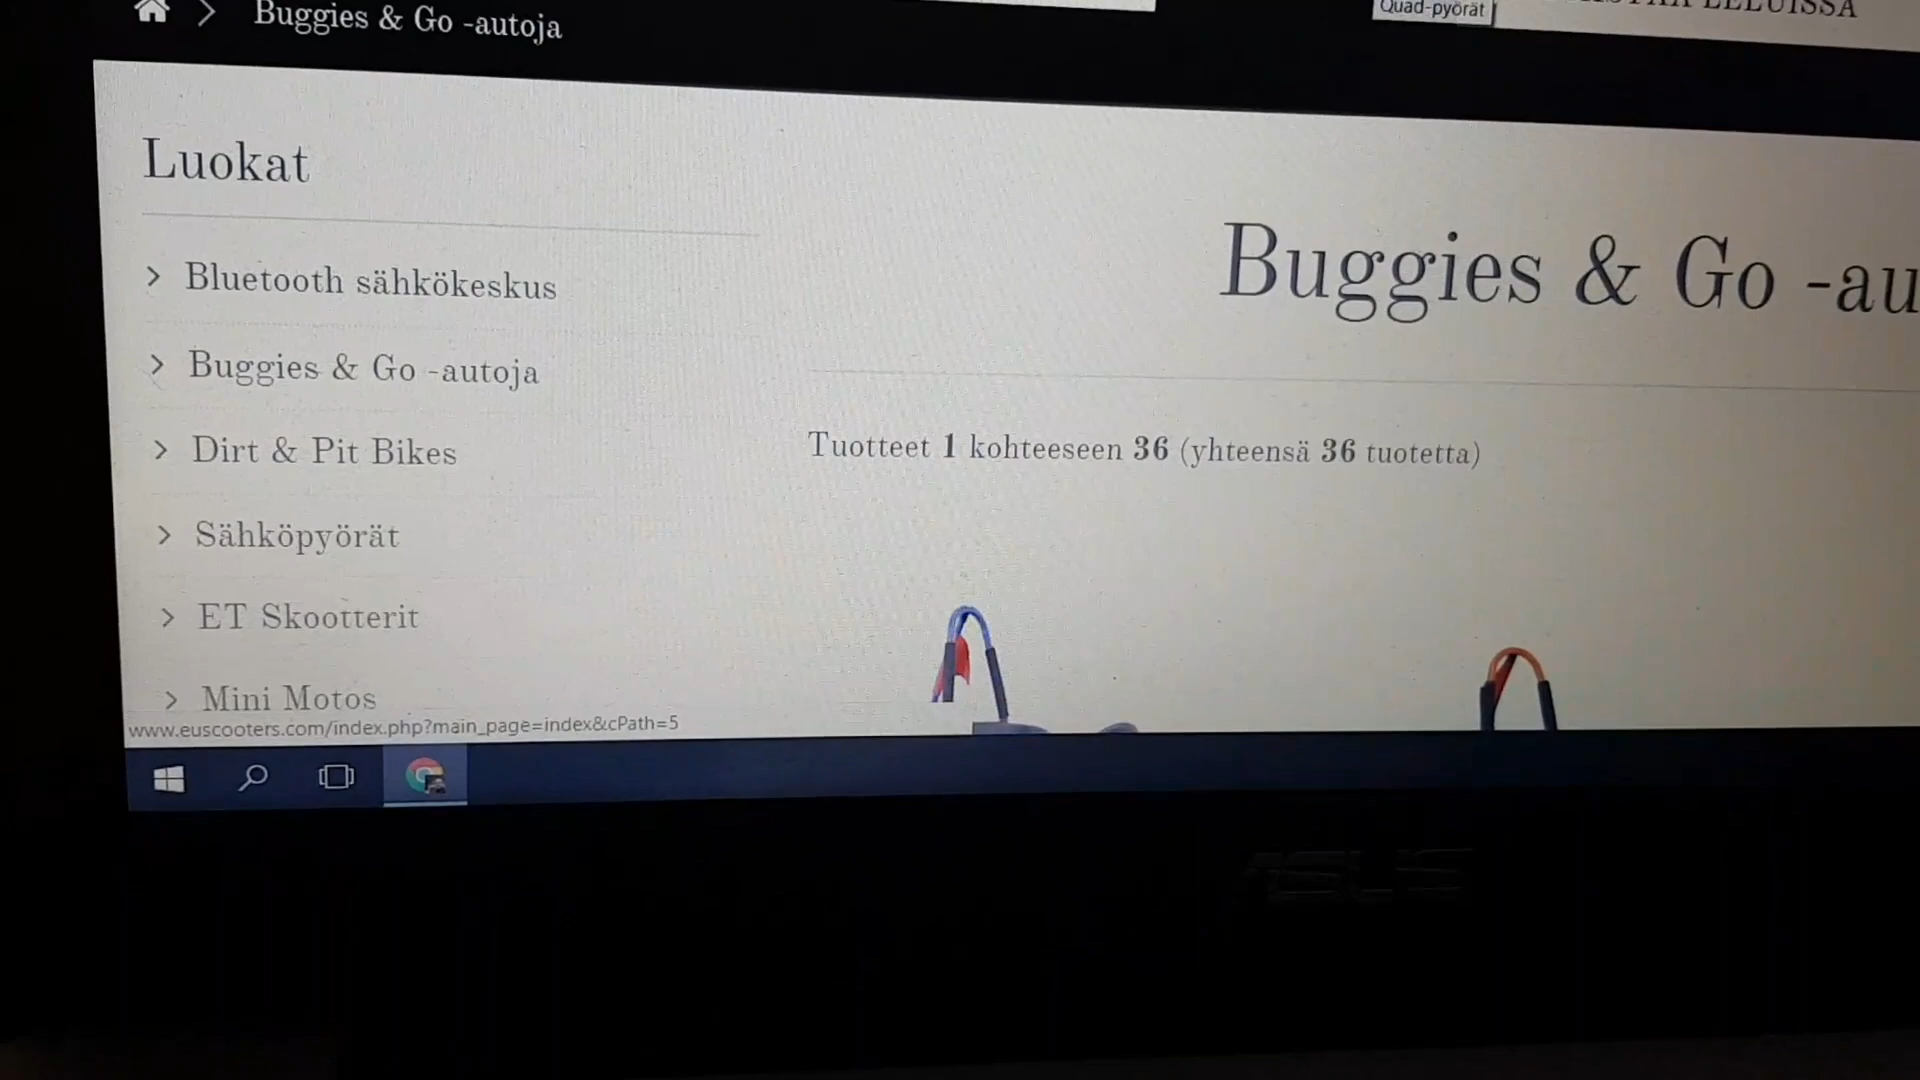 Quad-pyörät
Buggies & Go -autoja
Luokat
Bluetooth sähkökeskus
Buggies & Go -autoja
Dirt & Pit Bikes
Sähköpyörät
ET Skootterit
Mini Motos
Buggies & Go -au
Tuotteet 1 kohteeseen 36 (yhteensä 36 tuotetta)
www.euscooters.com/index.php?main_page=index&cPath=5
ASUS